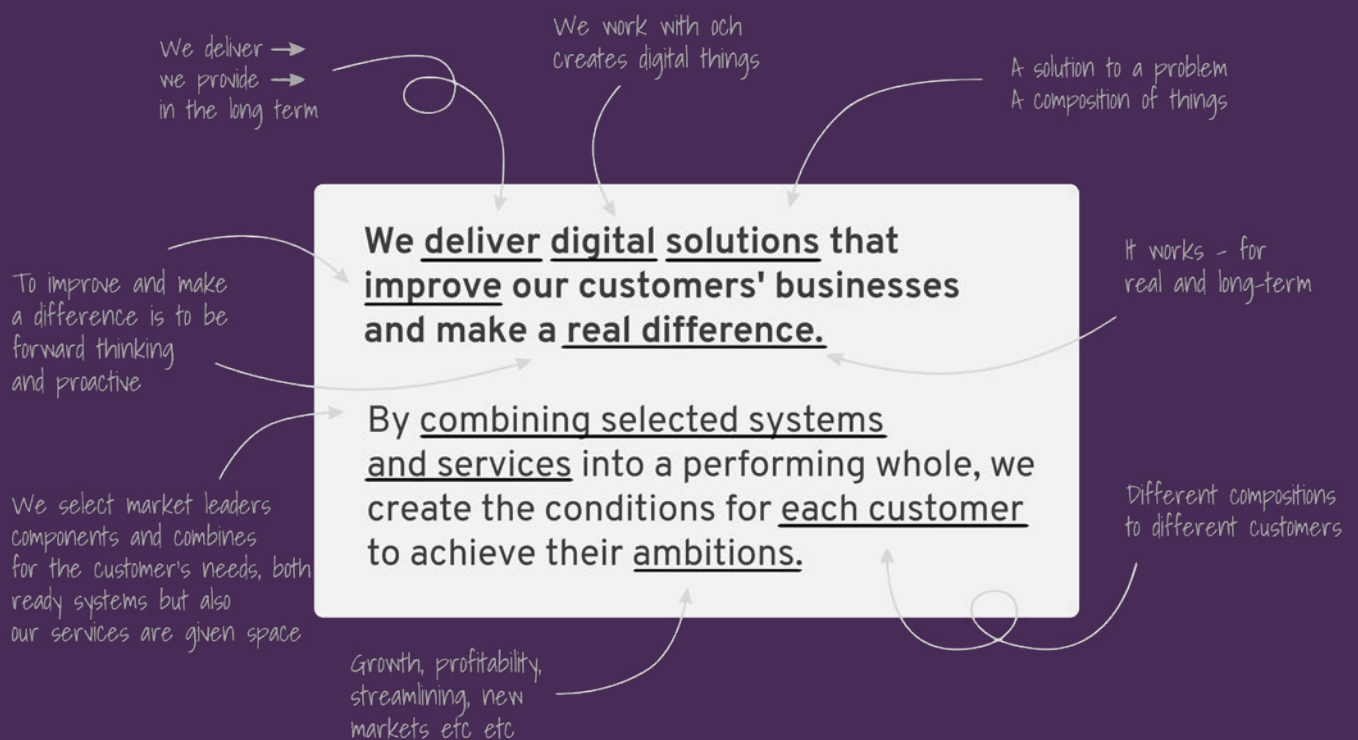 We deliver →
we provide →
in the long term
We work with och
creates digital things
A solution to a problem
A composition of things
We deliver digital solutions that
improve our customers' businesses
and make a real difference.
By combining selected systems
and services into a performing whole, we
create the conditions for each customer
to achieve their ambitions.
To improve and make
a difference is to be
forward thinking
and proactive
It works - for
real and long-term
We select market leaders
components and combines
for the customer's needs, both
ready systems but also
our services are given space
Different compositions
to different customers
Growth, profitability,
streamlining, new
markets etc etc